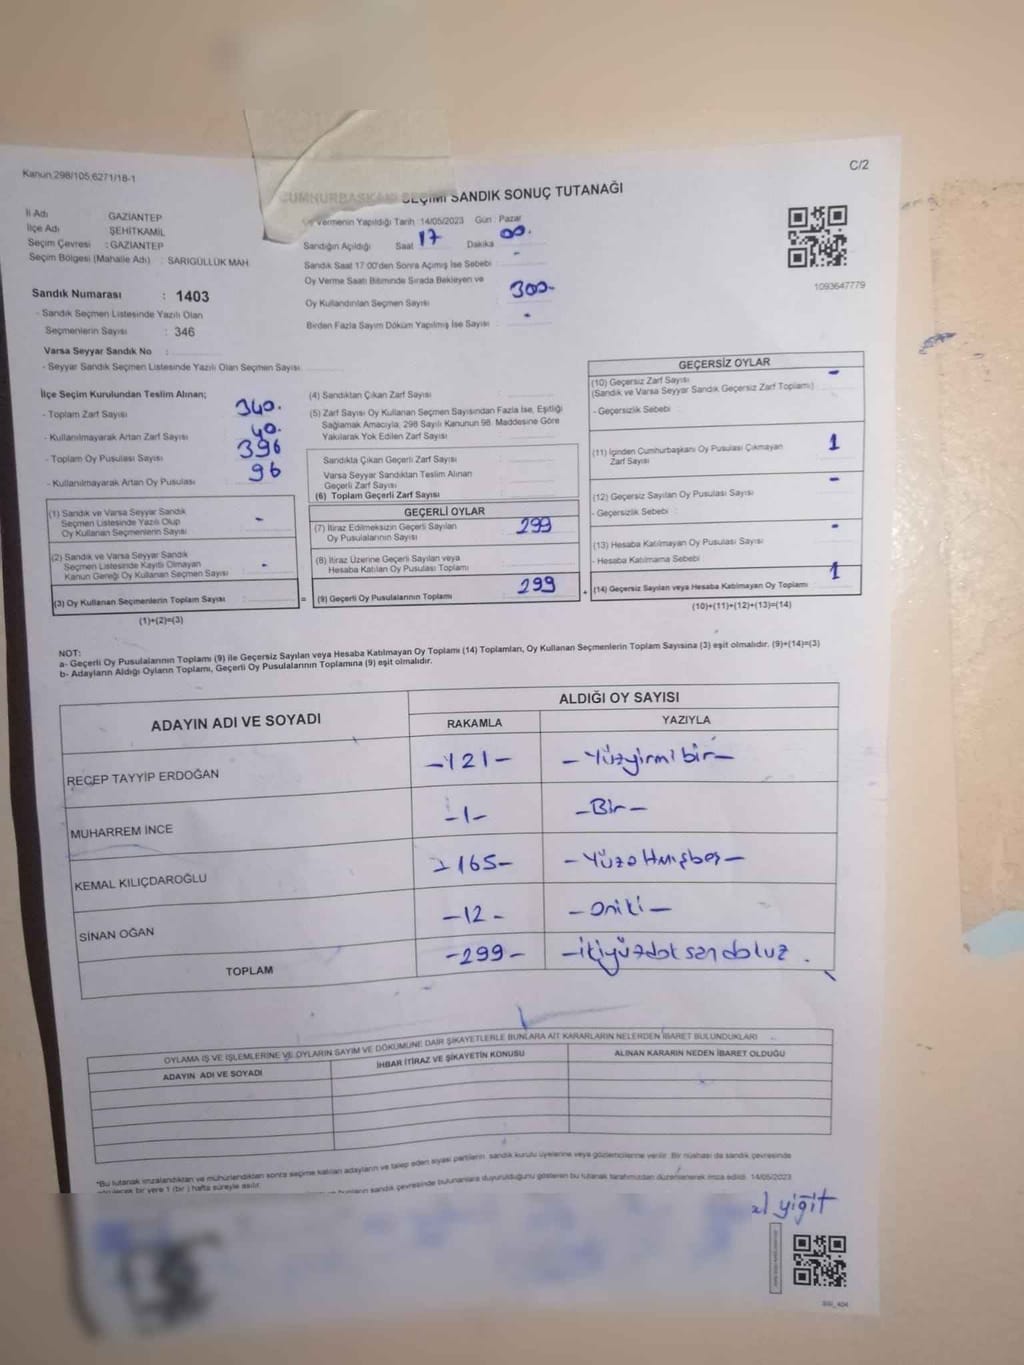 Kanun,298/105,6271/18-1
C/2
CUMHURBAŞKANI SEÇİMİ SANDIK SONUÇ TUTANAĞI
İl Adı GAZİANTEP
İlçe Adı ŞEHİTKAMİL
Seçim Çevresi : GAZİANTEP
Seçim Bölgesi (Mahalle Adı) : SARIGÜLLÜK MAH.
Sandık Numarası : 1403
- Sandık Seçmen Listesinde Yazılı Olan
Seçmenlerin Sayısı : 346
Varsa Seyyar Sandık No :
- Seyyar Sandık Seçmen Listesinde Yazılı Olan Seçmen Sayısı
Oy Vermenin Yapıldığı Tarih 14/05/2023 Gün : Pazar
Sandığın Açıldığı Saat 17 Dakika 00.
Sandık Saat 17:00'den Sonra Açımış İse Sebebi : -
Oy Verme Saati Bitiminde Sırada Bekleyen ve
Oy Kullandırılan Seçmen Sayısı 300-
Birden Fazla Sayım Döküm Yapılmış İse Sayısı -
1093647779
İlçe Seçim Kurulundan Teslim Alınan;
- Toplam Zarf Sayısı 340.
- Kullanılmayarak Artan Zarf Sayısı 40.
- Toplam Oy Pusulası Sayısı 396
- Kullanılmayarak Artan Oy Pusulası 96
(1) Sandık ve Varsa Seyyar Sandık
Seçmen Listesinde Yazılı Olup
Oy Kullanan Seçmenlerin Sayısı -
(2) Sandık ve Varsa Seyyar Sandık
Seçmen Listesinde Kayıtlı Olmayan
Kanun Gereği Oy Kullanan Seçmen Sayısı -
(3) Oy Kullanan Seçmenlerin Toplam Sayısı : =
(1)+(2)=(3)
(4) Sandıktan Çıkan Zarf Sayısı
(5) Zarf Sayısı Oy Kullanan Seçmen Sayısından Fazla İse, Eşitliği
Sağlamak Amacıyla, 298 Sayılı Kanunun 98. Maddesine Göre
Yakılarak Yok Edilen Zarf Sayısı
Sandıkta Çıkan Geçerli Zarf Sayısı
Varsa Seyyar Sandıktan Teslim Alınan
Geçerli Zarf Sayısı
(6) Toplam Geçerli Zarf Sayısı
GEÇERLİ OYLAR
(7) İtiraz Edilmeksizin Geçerli Sayılan
Oy Pusulalarının Sayısı 299
(8) İtiraz Üzerine Geçerli Sayılan veya
Hesaba Katılan Oy Pusulası Toplamı
(9) Geçerli Oy Pusulalarının Toplamı 299 +
GEÇERSİZ OYLAR
(10) Geçersiz Zarf Sayısı -
(Sandık ve Varsa Seyyar Sandık Geçersiz Zarf Toplamı)
- Geçersizlik Sebebi :
(11) İçinden Cumhurbaşkanı Oy Pusulası Çıkmayan
Zarf Sayısı 1
(12) Geçersiz Sayılan Oy Pusulası Sayısı -
- Geçersizlik Sebebi :
(13) Hesaba Katılmayan Oy Pusulası Sayısı -
- Hesaba Katılmama Sebebi :
(14) Geçersiz Sayılan veya Hesaba Katılmayan Oy Toplamı 1
(10)+(11)+(12)+(13)=(14)
NOT:
a- Geçerli Oy Pusulalarının Toplamı (9) ile Geçersiz Sayılan veya Hesaba Katılmayan Oy Toplamı (14) Toplamları, Oy Kullanan Seçmenlerin Toplam Sayısına (3) eşit olmalıdır. (9)+(14)=(3)
b- Adayların Aldığı Oyların Toplamı, Geçerli Oy Pusulalarının Toplamına (9) eşit olmalıdır.
ADAYIN ADI VE SOYADI ALDIĞI OY SAYISI
RAKAMLA YAZIYLA
RECEP TAYYİP ERDOĞAN -121- -Yüzyirmibir-
MUHARREM İNCE -1- -Bir-
KEMAL KILIÇDAROĞLU -165- -Yüzaltmışbeş-
SİNAN OĞAN -12- -Oniki-
TOPLAM -299- -ikiyüzdoksandokuz.
OYLAMA İŞ VE İŞLEMLERİNE VE OYLARIN SAYIM VE DÖKÜMÜNE DAİR ŞİKAYETLERLE BUNLARA AİT KARARLARIN NELERDEN İBARET BULUNDUKLARI
ADAYIN ADI VE SOYADI İHBAR İTİRAZ VE ŞİKAYETİN KONUSU ALINAN KARARIN NEDEN İBARET OLDUĞU
*Bu tutanak imzalandıktan ve mühürlendikten sonra seçime katılan adayların ve talep eden siyasi partilerin sandık kurulu üyelerine veya gözlemcilerine verilir. Bir nüshası da sandık çevresinde
bir yere 1 (bir) hafta süreyle asılır.
sandık çevresinde bulunanlara duyurulduğunu gösteren bu tutanak tarafımızdan düzenlenerek imza edildi. 14/05/2023
yiğit